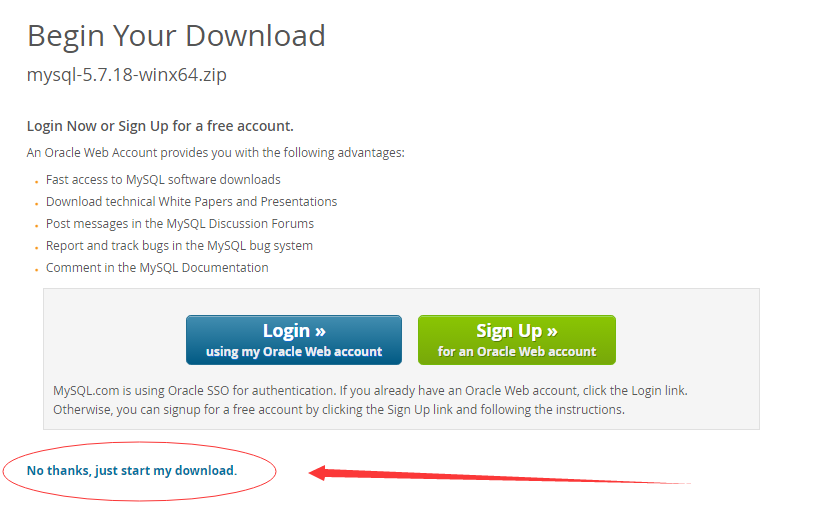 Begin Your Download
mysql-5.7.18-winx64.zip
Login Now or Sign Up for a free account.
An Oracle Web Account provides you with the following advantages:
Fast access to MySQL software downloads
Download technical White Papers and Presentations
Post messages in the MySQL Discussion Forums
Report and track bugs in the MySQL bug system
Comment in the MySQL Documentation
Login »
using my Oracle Web account
Sign Up »
for an Oracle Web account
MySQL.com is using Oracle SSO for authentication. If you already have an Oracle Web account, click the Login link.
Otherwise, you can signup for a free account by clicking the Sign Up link and following the instructions.
No thanks, just start my download.